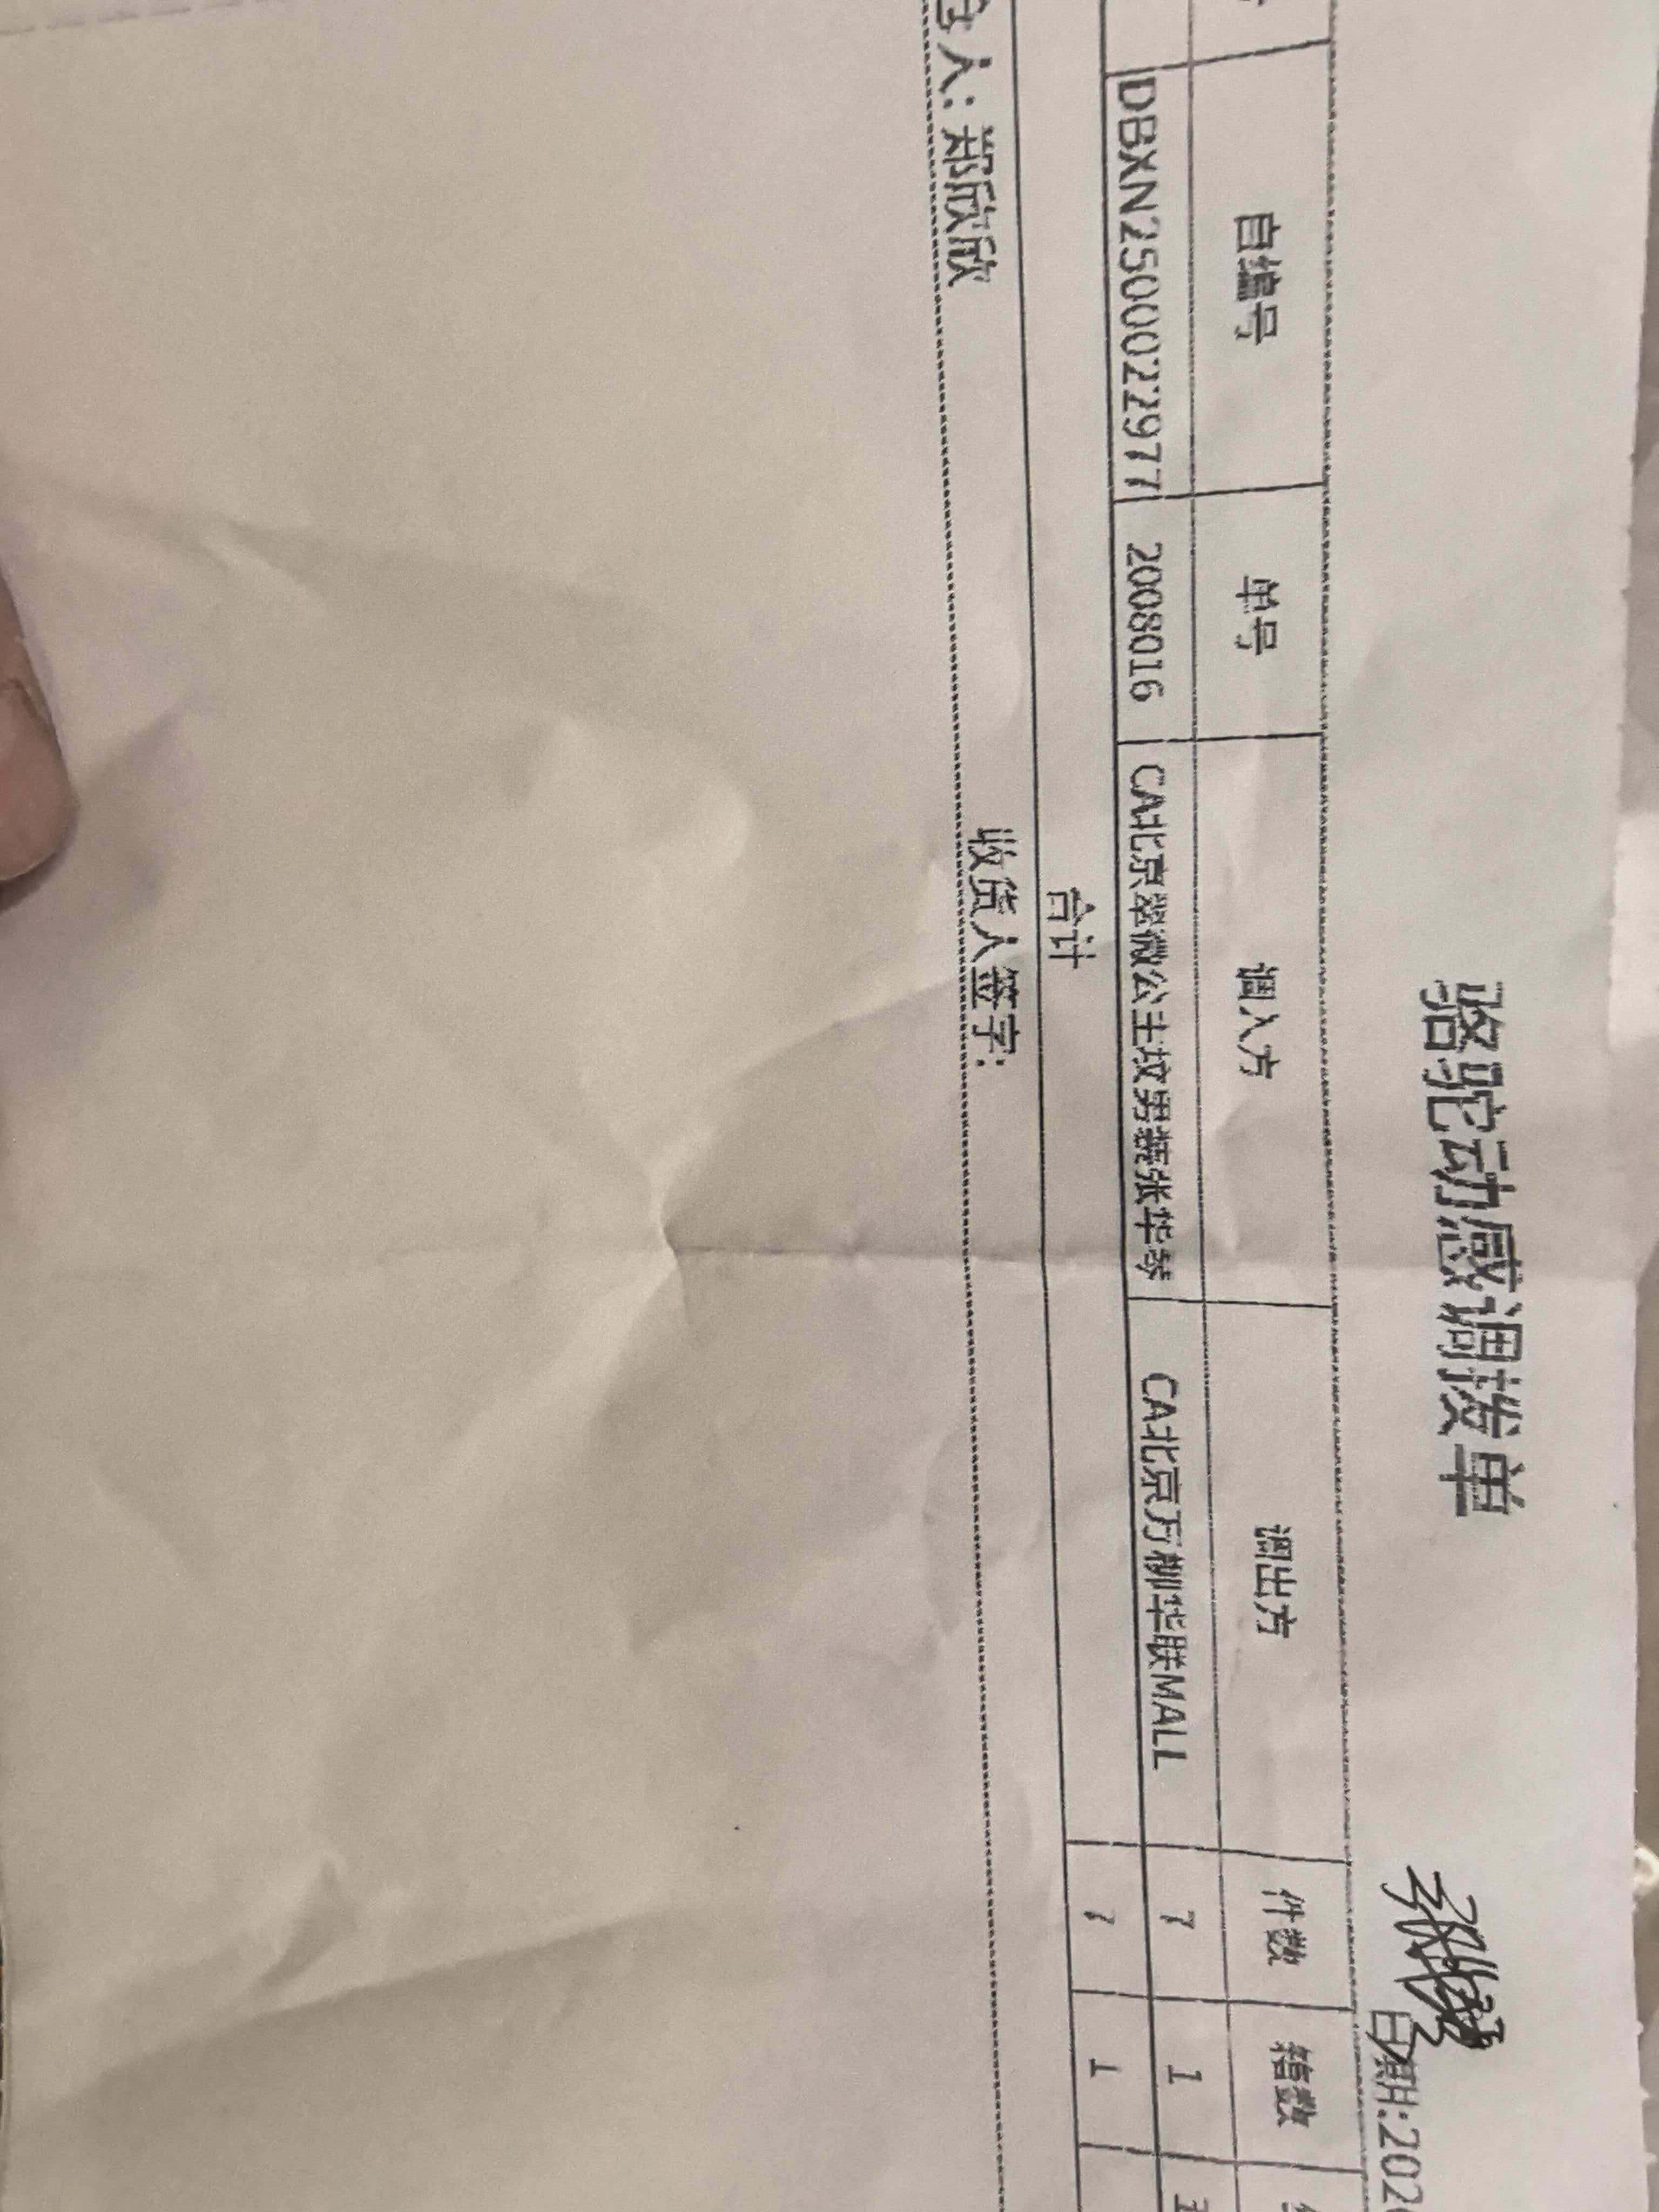 骆驼动感调拨单
日期:202
自编号 单号 调入方 调出方 件数 箱数
DBXN250002297 2008016 CA北京翠微公主坟男装张华琴 CA北京万柳华联MALL 7 1
合计 7 1
人: 郑欣欣 收货人签字: